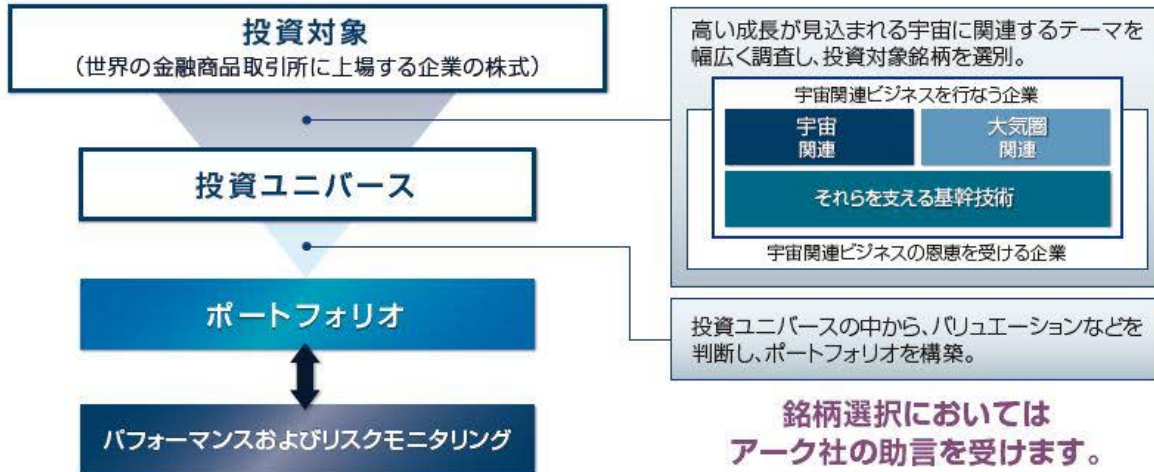 投資対象
（世界の金融商品取引所に上場する企業の株式）
投資ユニバース
ポートフォリオ
パフォーマンスおよびリスクモニタリング
高い成長が見込まれる宇宙に関連するテーマを
幅広く調査し、投資対象銘柄を選別。
宇宙関連ビジネスを行なう企業
宇宙
関連
大気圏
関連
それらを支える基幹技術
宇宙関連ビジネスの恩恵を受ける企業
投資ユニバースの中から、バリュエーションなどを
判断し、ポートフォリオを構築。
銘柄選択においては
アーク社の助言を受けます。